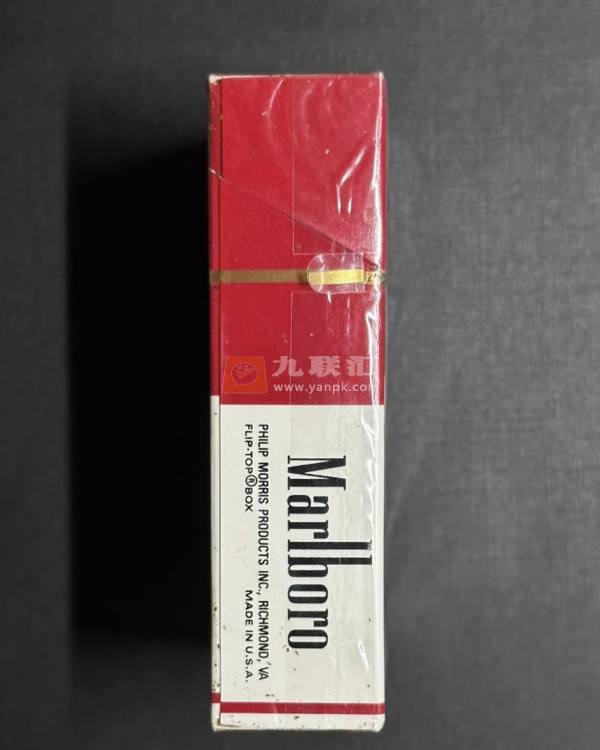 九联汇
www.yanpk.com
Marlboro
PHILIP MORRIS PRODUCTS INC., RICHMOND, VA
FLIP-TOP®BOX MADE IN U.S.A.